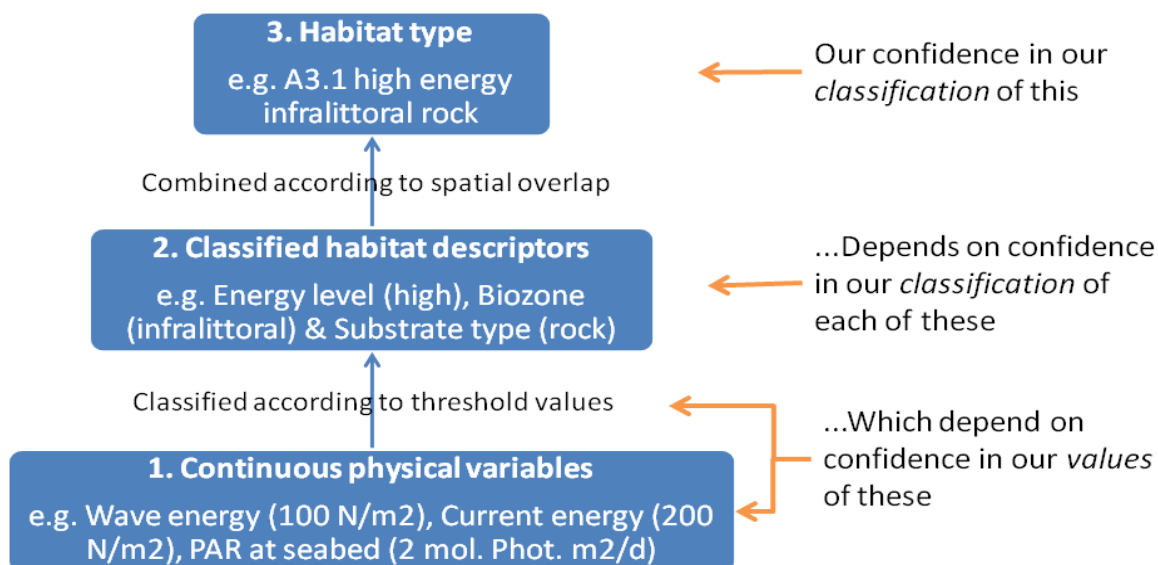 3. Habitat type
e.g. A3.1 high energy
infralittoral rock
Our confidence in our
classification of this
Combined according to spatial overlap
2. Classified habitat descriptors
e.g. Energy level (high), Biozone
(infralittoral) & Substrate type (rock)
...Depends on confidence
in our classification of
each of these
Classified according to threshold values
...Which depend on
confidence in our values
of these
1. Continuous physical variables
e.g. Wave energy (100 N/m2), Current energy (200
N/m2), PAR at seabed (2 mol. Phot. m2/d)